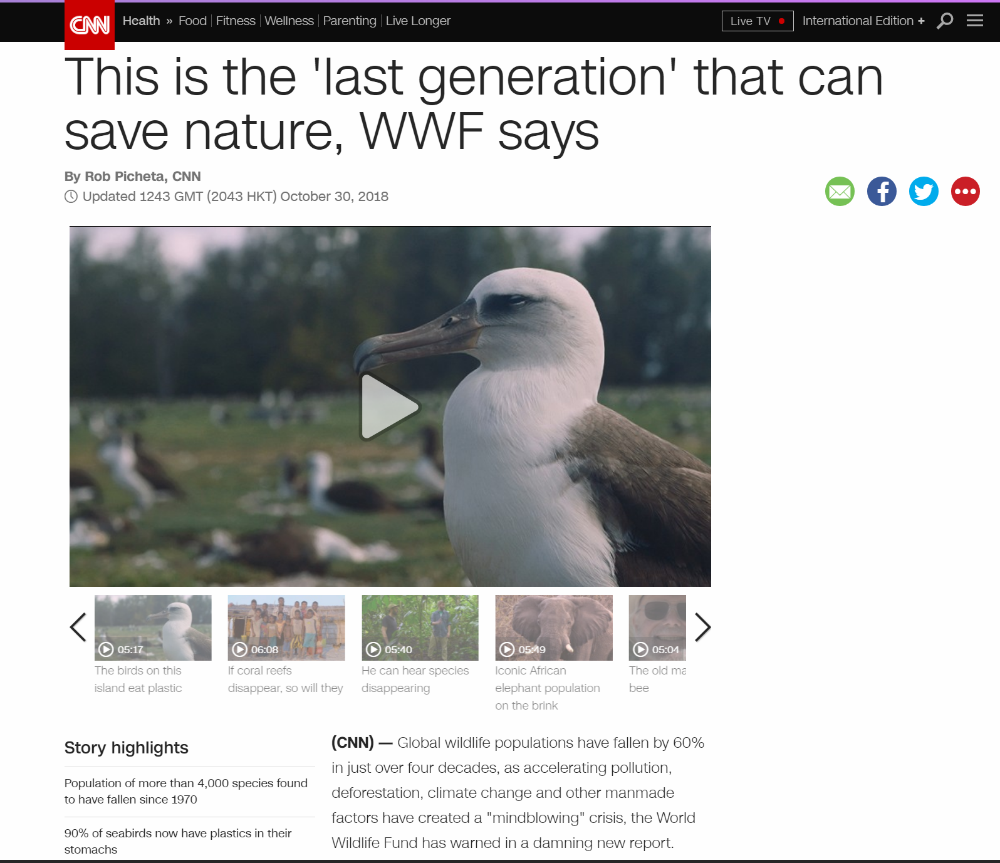 CNN
Health » Food Fitness Wellness Parenting Live Longer
Live TV
International Edition +
This is the 'last generation' that can
save nature, WWF says
By Rob Picheta, CNN
Updated 1243 GMT (2043 HKT) October 30, 2018
05:17
06:08
05:40
05:49
05:04
The birds on this
island eat plastic
If coral reefs
disappear, so will they
He can hear species
disappearing
Iconic African
elephant population
on the brink
The old ma
bee
Story highlights
Population of more than 4,000 species found
to have fallen since 1970
90% of seabirds now have plastics in their
stomachs
(CNN) — Global wildlife populations have fallen by 60%
in just over four decades, as accelerating pollution,
deforestation, climate change and other manmade
factors have created a "mindblowing" crisis, the World
Wildlife Fund has warned in a damning new report.